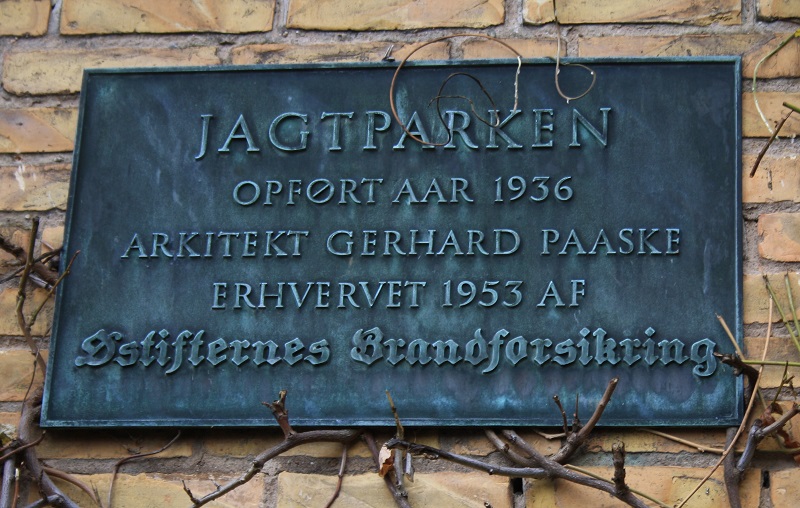 JAGTPARKEN
OPFØRT AAR 1936
ARKITEKT GERHARD PAASKE
ERHVERVET 1953 AF
Østifternes Brandforsikring